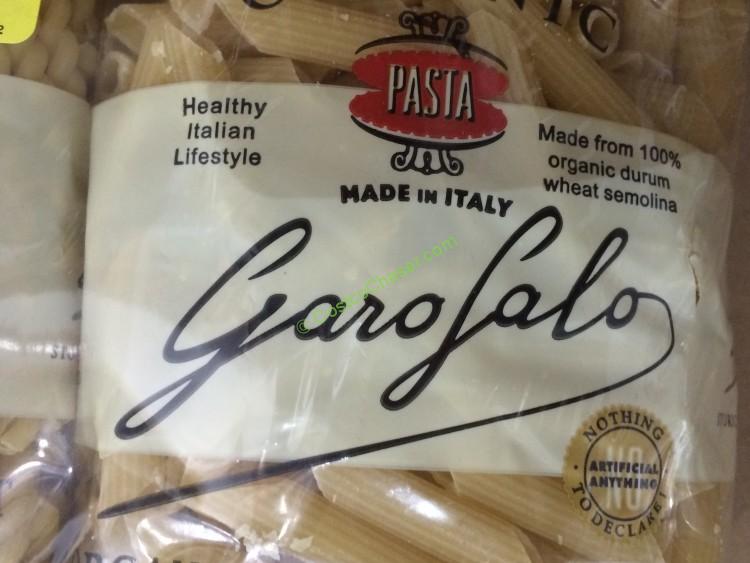 PASTA
MADE IN ITALY
Healthy
Italian
Lifestyle
Made from 100%
organic durum
wheat semolina
Garofalo
© CostcoChaser.com
NOTHING
NO
ARTIFICIAL
ANYTHING
TO DECLARE!